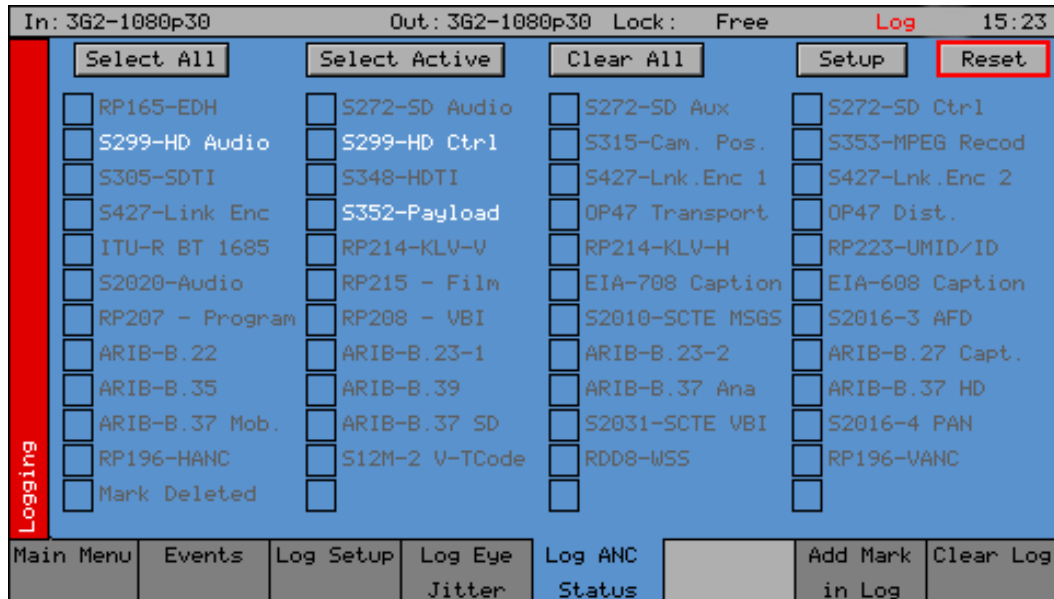 In: 3G2-1080p30 Out: 3G2-1080p30 Lock: Free Log 15:23
Select All Select Active Clear All Setup Reset
RP165-EDH S272-SD Audio S272-SD Aux S272-SD Ctrl
S299-HD Audio S299-HD Ctrl S315-Cam. Pos. S353-MPEG Recod
S305-SDTI S348-HDTI S427-Lnk.Enc 1 S427-Lnk.Enc 2
S427-Link Enc S352-Payload OP47 Transport OP47 Dist.
ITU-R BT 1685 RP214-KLV-V RP214-KLV-H RP223-UMID/ID
S2020-Audio RP215 - Film EIA-708 Caption EIA-608 Caption
RP207 - Program RP208 - VBI S2010-SCTE MSGS S2016-3 AFD
ARIB-B.22 ARIB-B.23-1 ARIB-B.23-2 ARIB-B.27 Capt.
ARIB-B.35 ARIB-B.39 ARIB-B.37 Ana ARIB-B.37 HD
ARIB-B.37 Mob. ARIB-B.37 SD S2031-SCTE VBI S2016-4 PAN
RP196-HANC S12M-2 V-TCode RDD8-WSS RP196-VANC
Mark Deleted
Logging
Main Menu Events Log Setup Log Eye Log ANC Add Mark Clear Log
Jitter Status in Log